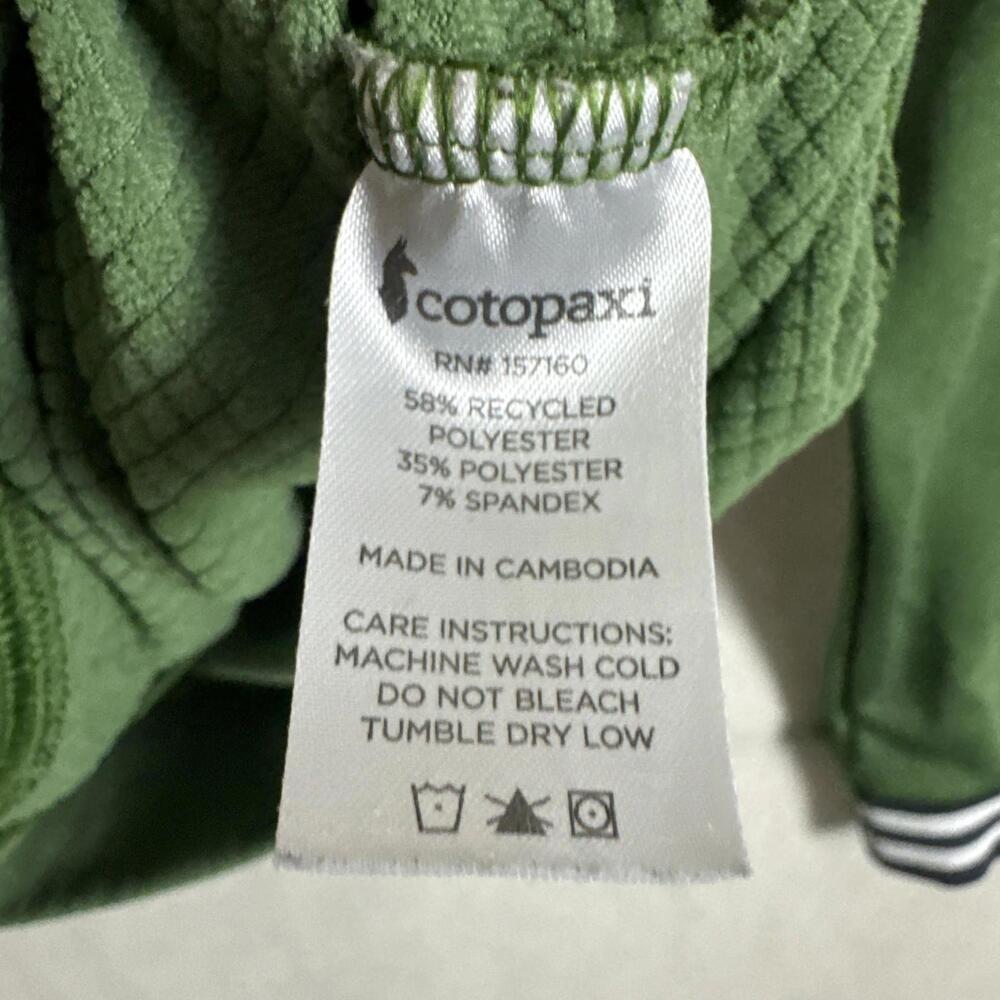 cotopaxi
RN# 157160
58% RECYCLED
POLYESTER
35% POLYESTER
7% SPANDEX
MADE IN CAMBODIA
CARE INSTRUCTIONS:
MACHINE WASH COLD
DO NOT BLEACH
TUMBLE DRY LOW